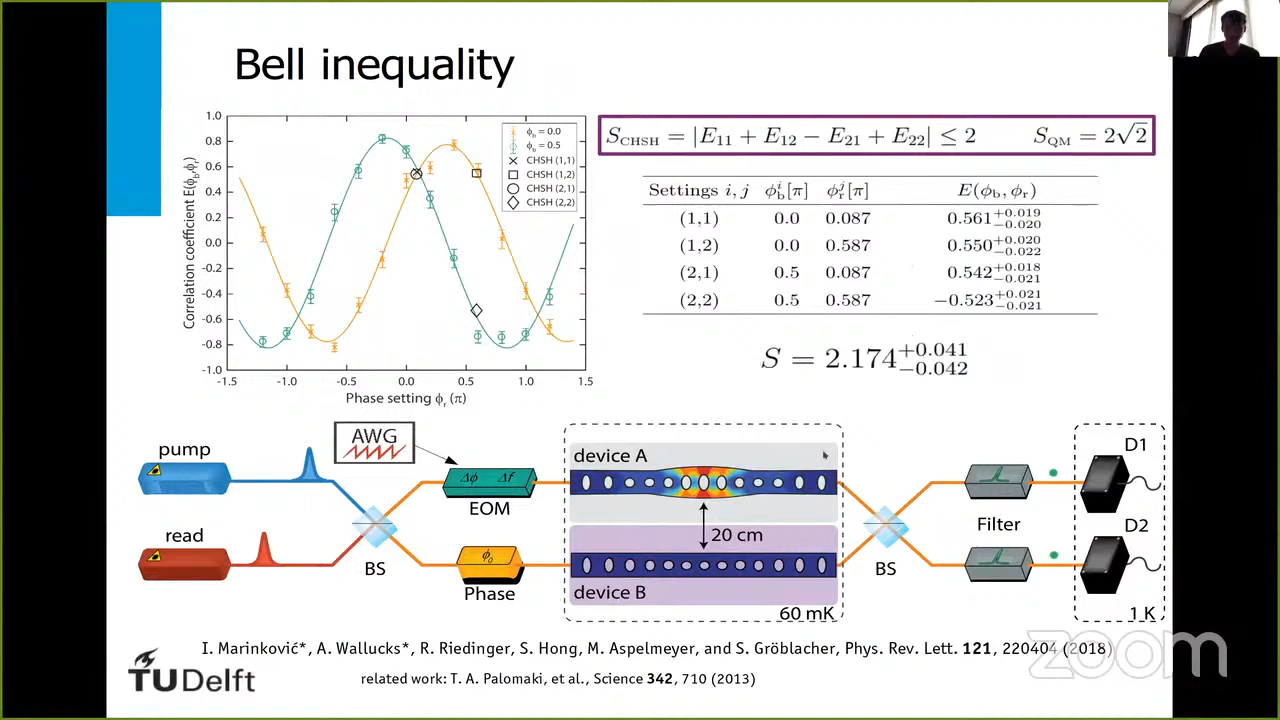 Bell inequality
1.0
0.8
0.6
0.4
0.2
0.0
-0.2
-0.4
-0.6
-0.8
-1.0
Correlation coefficient E(ϕb,ϕr)
-1.5 -1.0 -0.5 0.0 0.5 1.0 1.5
Phase setting ϕr (π)
ϕb = 0.0
ϕb = 0.5
CHSH (1,1)
CHSH (1,2)
CHSH (2,1)
CHSH (2,2)
S_CHSH = |E11 + E12 − E21 + E22| ≤ 2 S_QM = 2√2
Settings i, j ϕ_b^i[π] ϕ_r^j[π] E(ϕb, ϕr)
(1,1) 0.0 0.087 0.561 +0.019 −0.020
(1,2) 0.0 0.587 0.550 +0.020 −0.022
(2,1) 0.5 0.087 0.542 +0.018 −0.021
(2,2) 0.5 0.587 −0.523 +0.021 −0.021
S = 2.174 +0.041 −0.042
pump
read
AWG
BS
Δϕ Δf
EOM
ϕ0
Phase
device A
20 cm
device B
60 mK
BS
Filter
D1
D2
1 K
I. Marinković*, A. Wallucks*, R. Riedinger, S. Hong, M. Aspelmeyer, and S. Gröblacher, Phys. Rev. Lett. 121, 220404 (2018)
related work: T. A. Palomaki, et al., Science 342, 710 (2013)
TUDelft
zoom